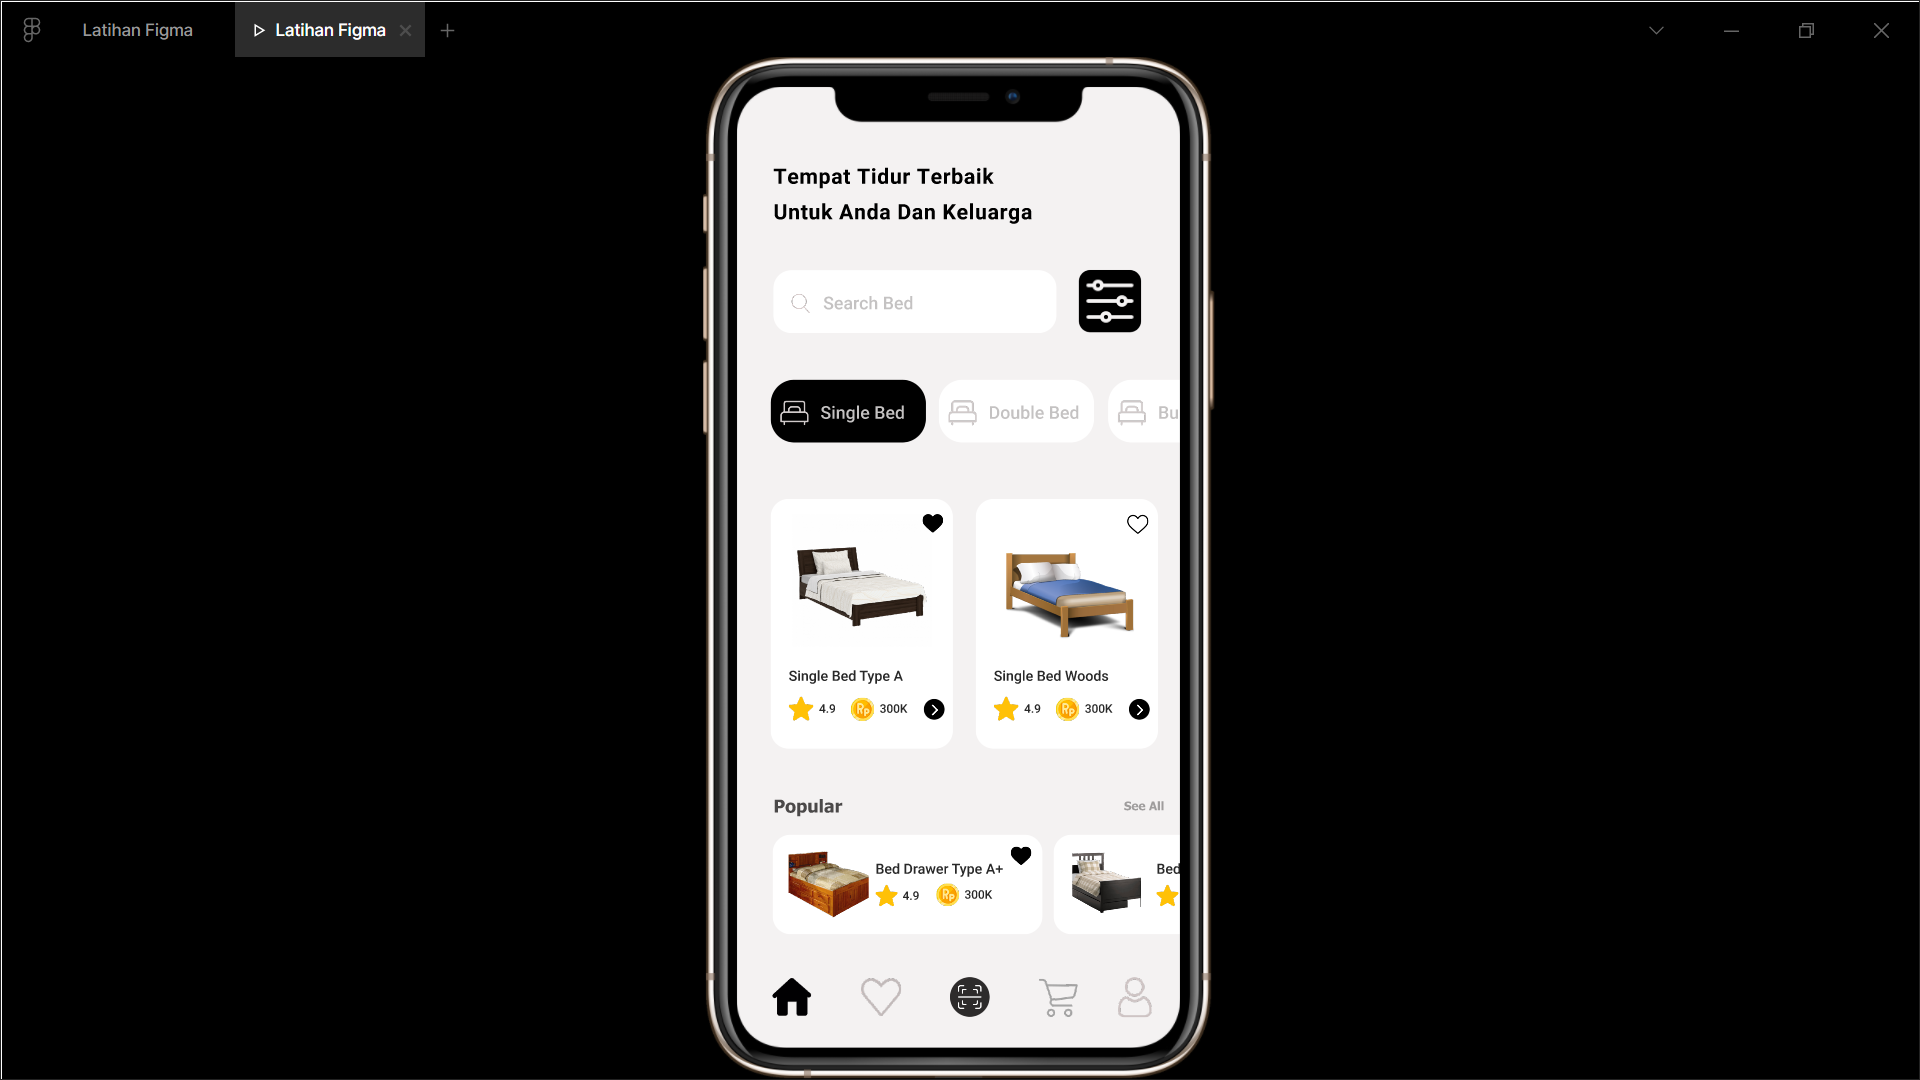 Latihan Figma
Latihan Figma
Tempat Tidur Terbaik
Untuk Anda Dan Keluarga
Search Bed
Single Bed
Double Bed
Bu
Single Bed Type A
4.9
Rp
300K
Single Bed Woods
4.9
Rp
300K
Popular
See All
Bed Drawer Type A+
4.9
Rp
300K
Bed